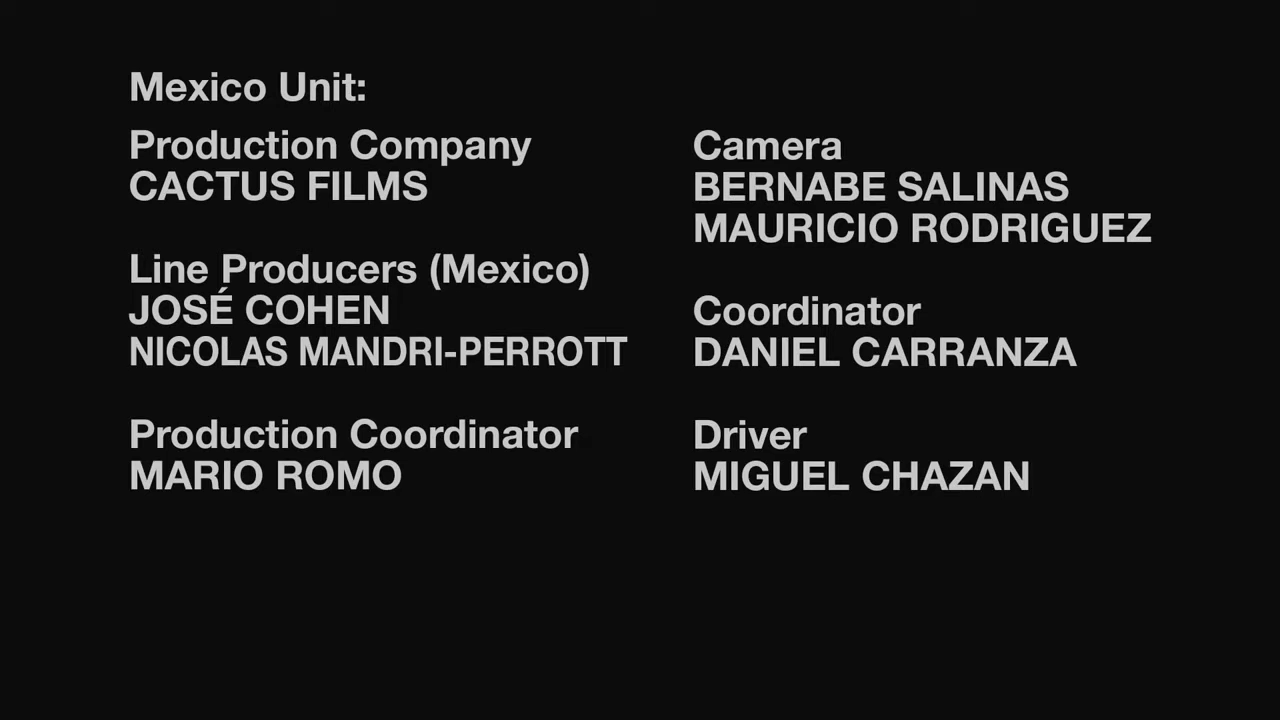 Mexico Unit:
Production Company
CACTUS FILMS
Line Producers (Mexico)
JOSÉ COHEN
NICOLAS MANDRI-PERROTT
Production Coordinator
MARIO ROMO
Camera
BERNABE SALINAS
MAURICIO RODRIGUEZ
Coordinator
DANIEL CARRANZA
Driver
MIGUEL CHAZAN